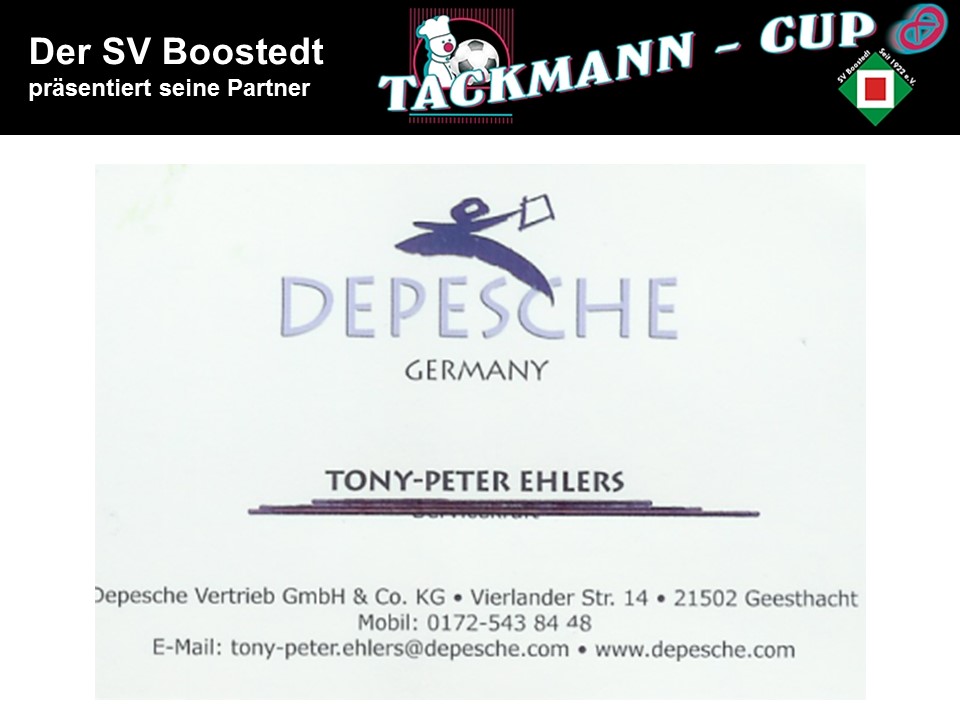 Der SV Boostedt
präsentiert seine Partner
TACKMANN - CUP
SV Boostedt Seit 1922 e.V.
DEPESCHE
GERMANY
TONY-PETER EHLERS
Depesche Vertrieb GmbH & Co. KG • Vierlander Str. 14 • 21502 Geesthacht
Mobil: 0172-543 84 48
E-Mail: tony-peter.ehlers@depesche.com • www.depesche.com